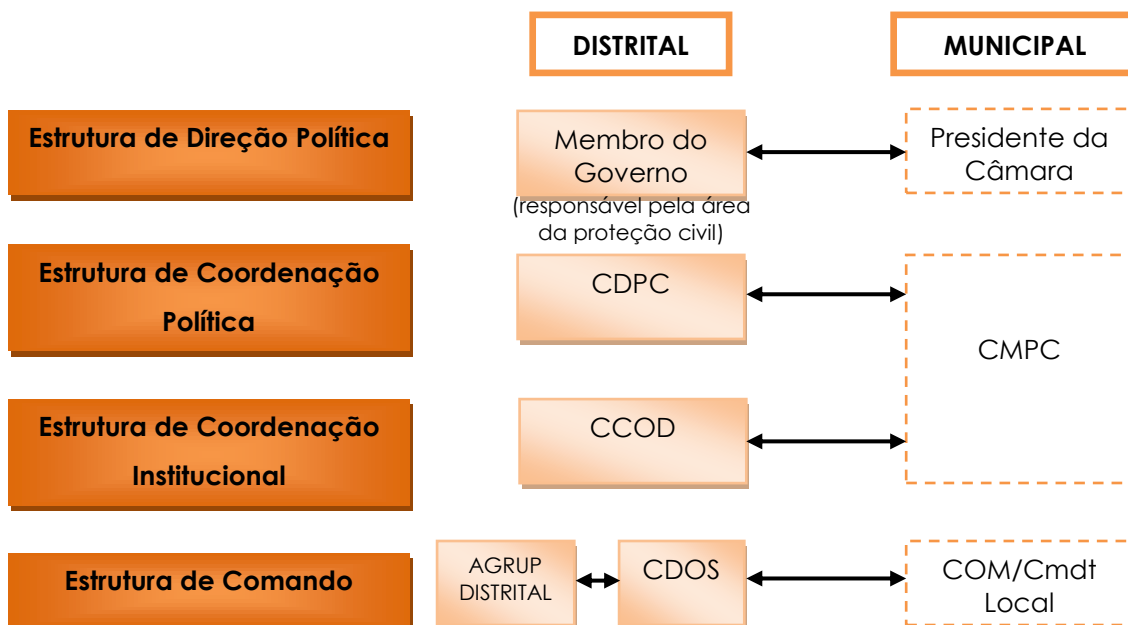 DISTRITAL
MUNICIPAL
Estrutura de Direção Política
Membro do
Governo
(responsável pela área
da proteção civil)
Presidente da
Câmara
Estrutura de Coordenação
Política
CDPC
CMPC
Estrutura de Coordenação
Institucional
CCOD
Estrutura de Comando
AGRUP
DISTRITAL
CDOS
COM/Cmdt
Local